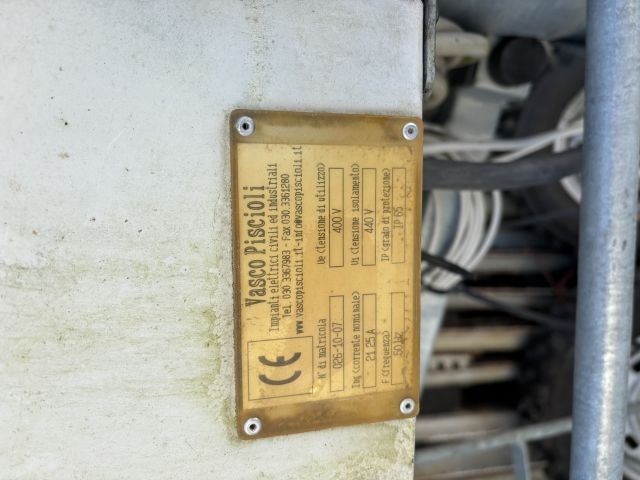 CE
Vasco Piscioli
Impianti elettrici civili ed industriali
Tel. 030 3367983 - Fax 030 3361280
www.vascopiscioli.it-info@vascopiscioli.it
N° di matricola
026-10-07
Ue (tensione di utilizzo)
400 V
Inq (corrente nominale)
21.25 A
Ui (tensione isolamento)
440 V
F (frequenza)
50 Hz
IP (grado di protezione)
IP 65